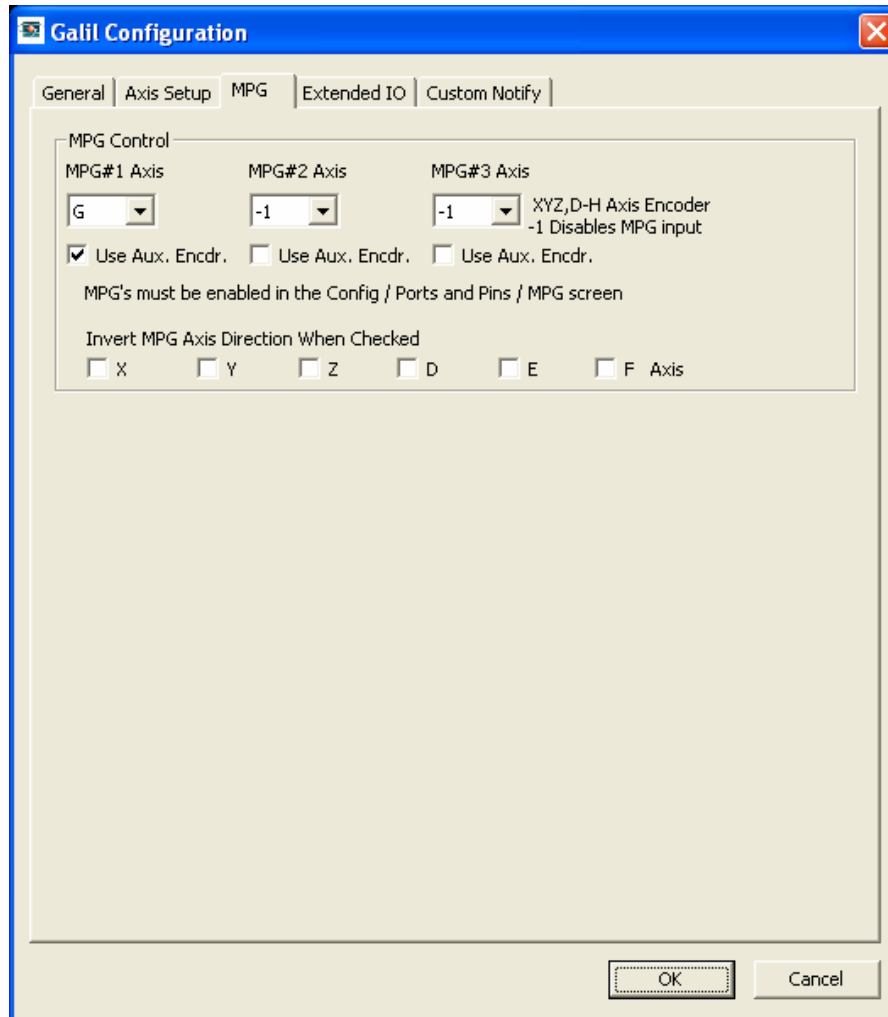 Galil Configuration
General Axis Setup MPG Extended IO Custom Notify
MPG Control
MPG#1 Axis MPG#2 Axis MPG#3 Axis
G -1 -1 XYZ,D-H Axis Encoder
-1 Disables MPG input
Use Aux. Encdr. Use Aux. Encdr. Use Aux. Encdr.
MPG's must be enabled in the Config / Ports and Pins / MPG screen
Invert MPG Axis Direction When Checked
X Y Z D E F Axis
OK Cancel